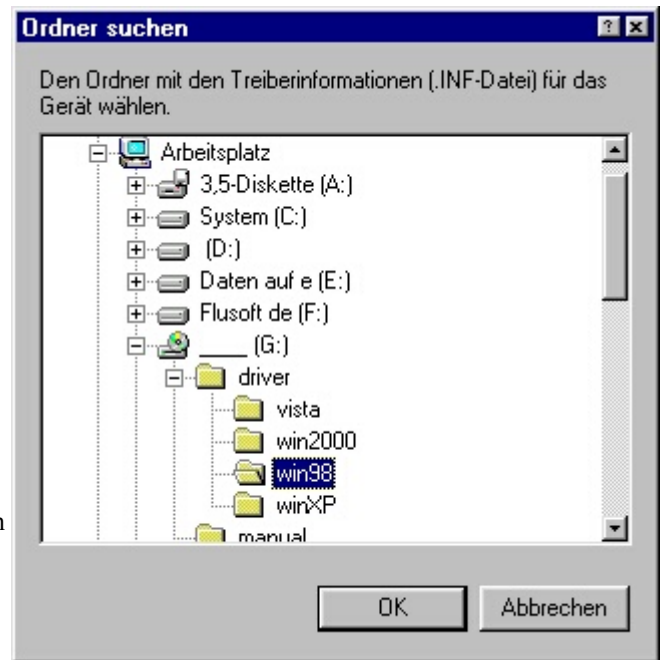 Ordner suchen
Den Ordner mit den Treiberinformationen (.INF-Datei) für das
Gerät wählen.
Arbeitsplatz
3,5-Diskette (A:)
System (C:)
(D:)
Daten auf e (E:)
Flusoft de (F:)
____ (G:)
driver
vista
win2000
win98
winXP
n
manual
OK Abbrechen